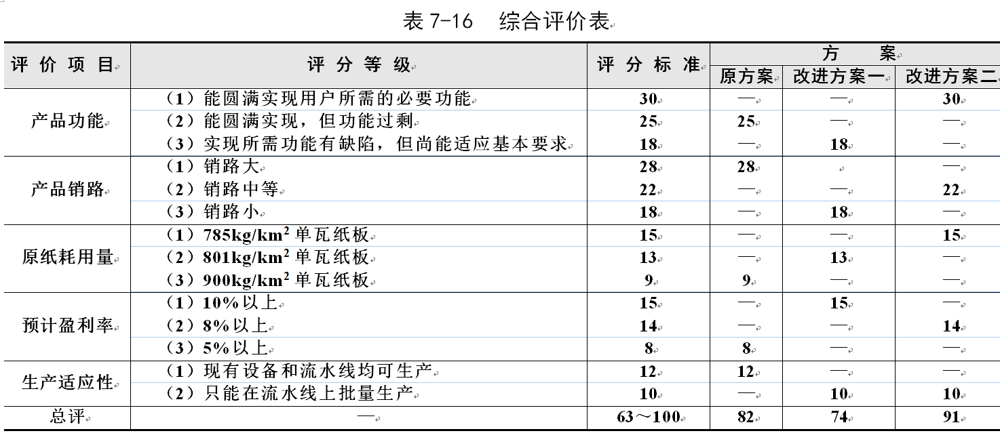 表 7-16 综合评价表
评 价 项 目 评 分 等 级 评 分 标 准 方 案
原方案 改进方案一 改进方案二
产品功能 （1）能圆满实现用户所需的必要功能 30 — — 30
（2）能圆满实现，但功能过剩 25 25 — —
（3）实现所需功能有缺陷，但尚能适应基本要求 18 — 18 —
产品销路 （1）销路大 28 28 —
（2）销路中等 22 — — 22
（3）销路小 18 — 18 —
原纸耗用量 （1）785kg/km² 单瓦纸板 15 — — 15
（2）801kg/km² 单瓦纸板 13 — 13 —
（3）900kg/km² 单瓦纸板 9 9 — —
预计盈利率 （1）10%以上 15 — 15 —
（2）8%以上 14 — — 14
（3）5%以上 8 8 — —
生产适应性 （1）现有设备和流水线均可生产 12 12 — —
（2）只能在流水线上批量生产 10 — 10 10
总评 — 63～100 82 74 91